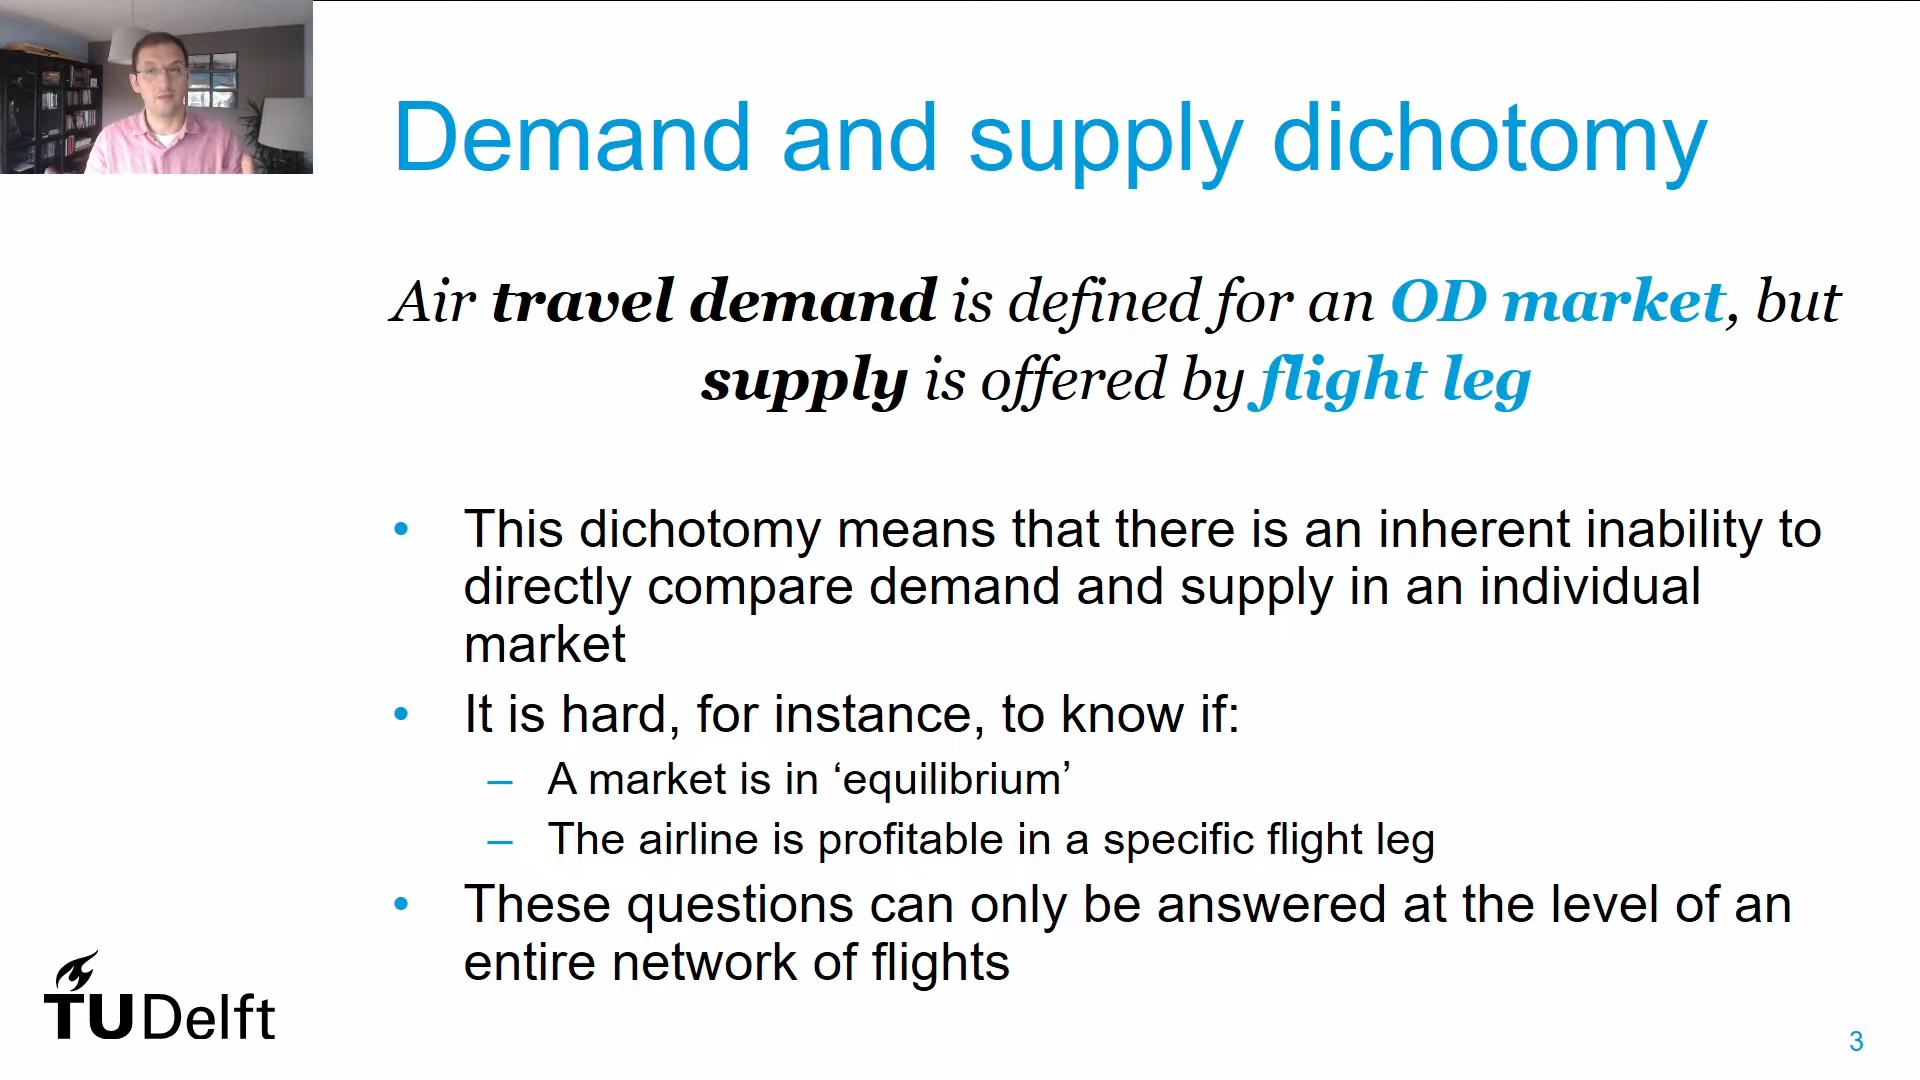 Demand and supply dichotomy
Air travel demand is defined for an OD market, but
supply is offered by flight leg
• This dichotomy means that there is an inherent inability to
directly compare demand and supply in an individual
market
• It is hard, for instance, to know if:
– A market is in ‘equilibrium’
– The airline is profitable in a specific flight leg
• These questions can only be answered at the level of an
entire network of flights
TU Delft
3